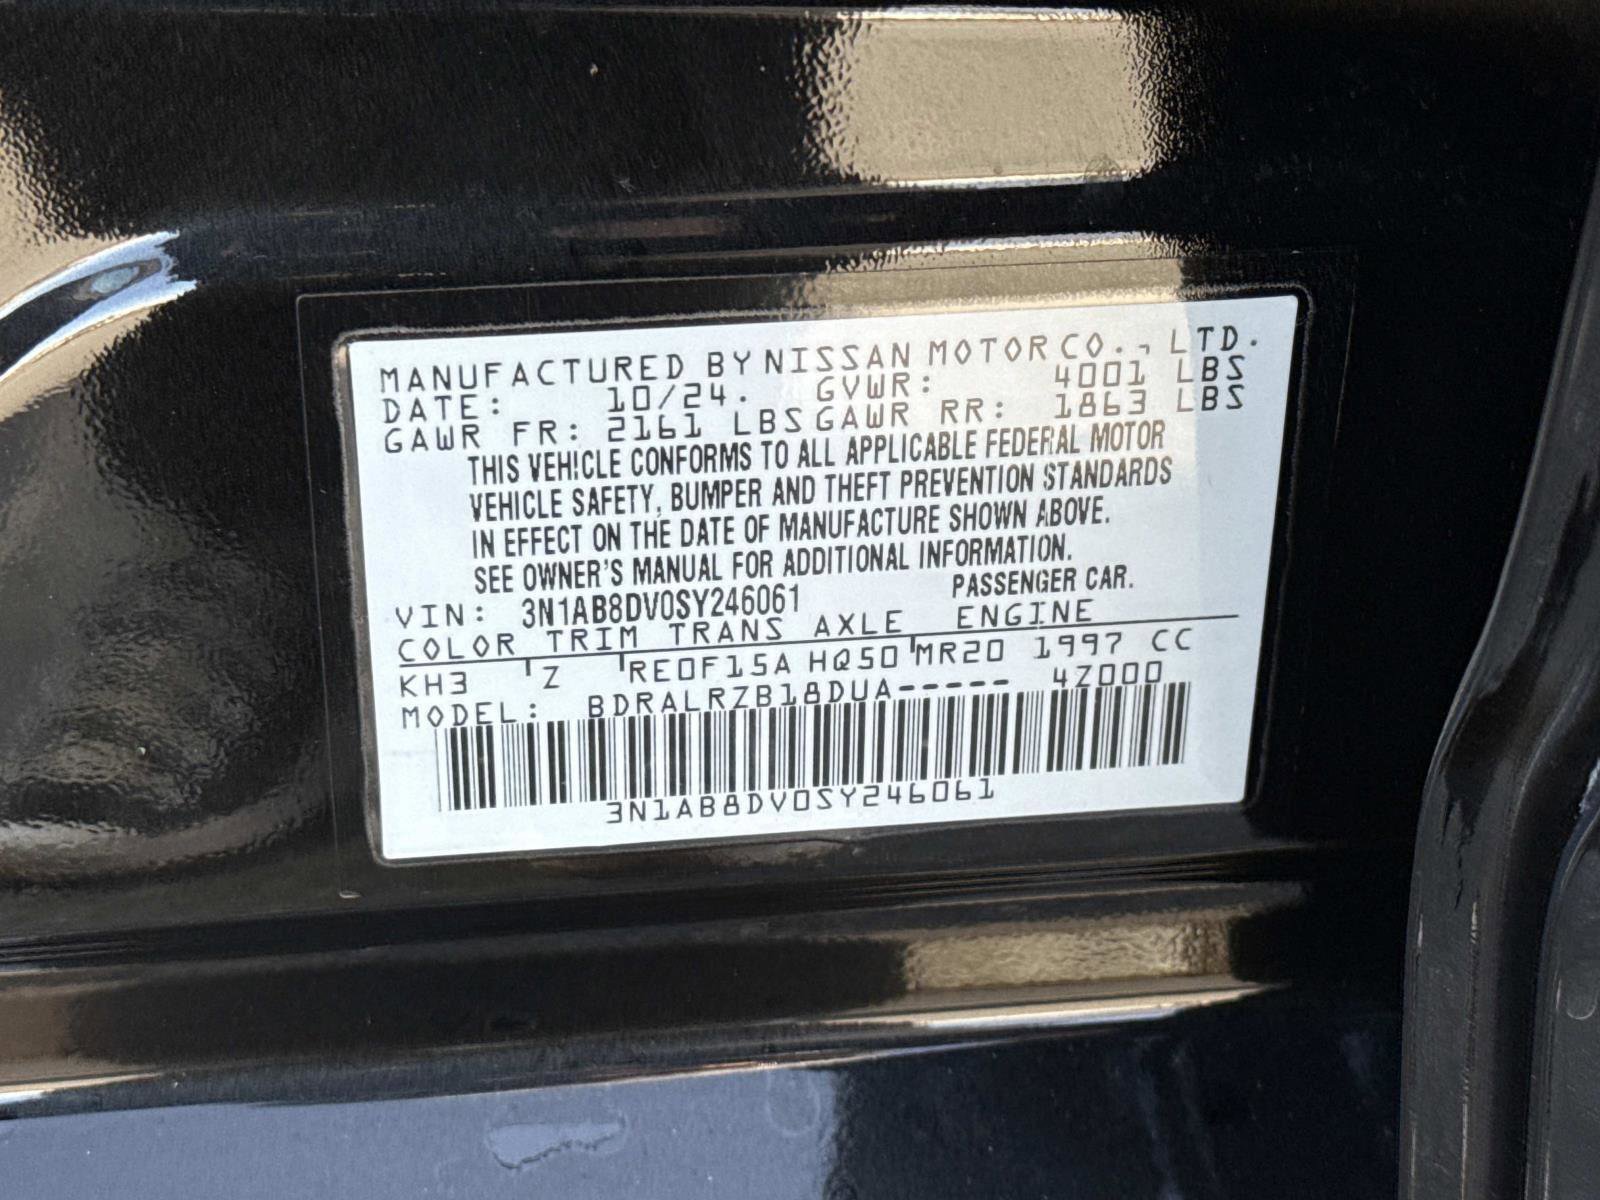 MANUFACTURED BY NISSAN MOTOR CO., LTD.
DATE: 10/24. GVWR: 4001 LBS
GAWR FR: 2161 LBS GAWR RR: 1863 LBS
THIS VEHICLE CONFORMS TO ALL APPLICABLE FEDERAL MOTOR
VEHICLE SAFETY, BUMPER AND THEFT PREVENTION STANDARDS
IN EFFECT ON THE DATE OF MANUFACTURE SHOWN ABOVE.
SEE OWNER'S MANUAL FOR ADDITIONAL INFORMATION.
VIN: 3N1AB8DV0SY246061 PASSENGER CAR.
COLOR TRIM TRANS AXLE ENGINE
KH3 Z RE0F15A HQ50 MR20 1997 CC
MODEL: BDRALRZB18DUA----- 4Z000
3N1AB8DV0SY246061